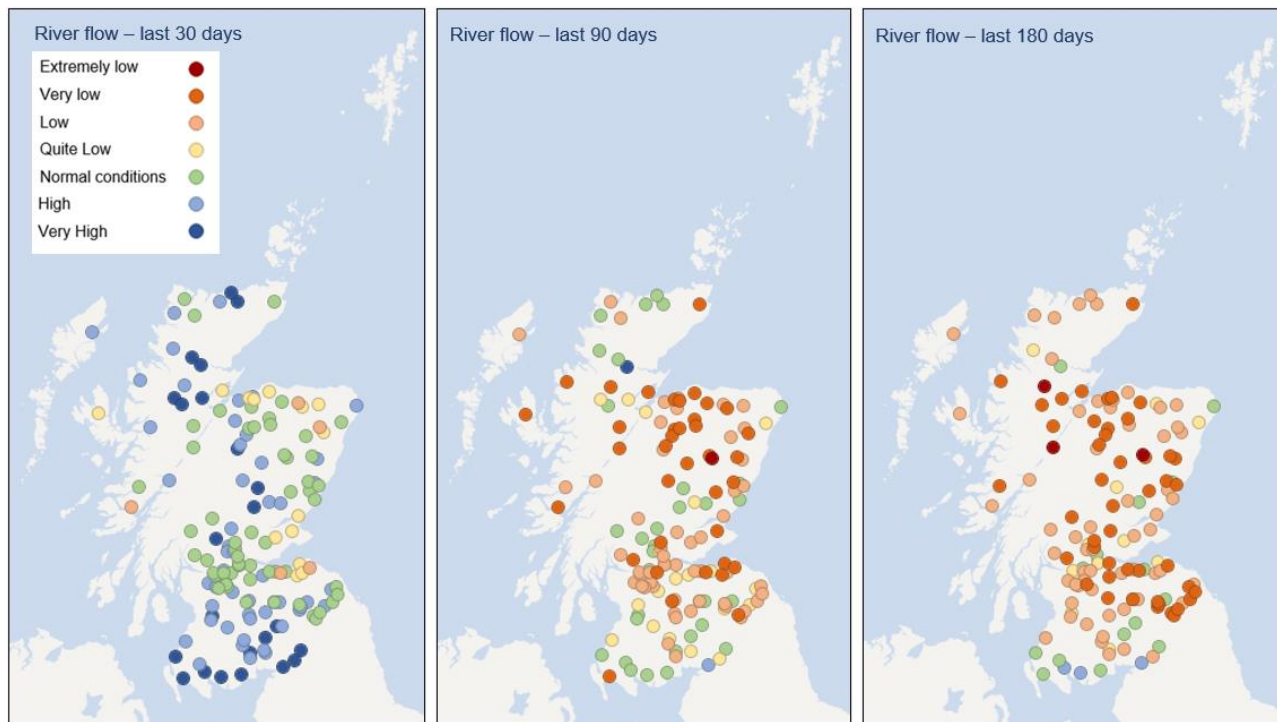 River flow – last 30 days
Extremely low
Very low
Low
Quite Low
Normal conditions
High
Very High
River flow – last 90 days
River flow – last 180 days